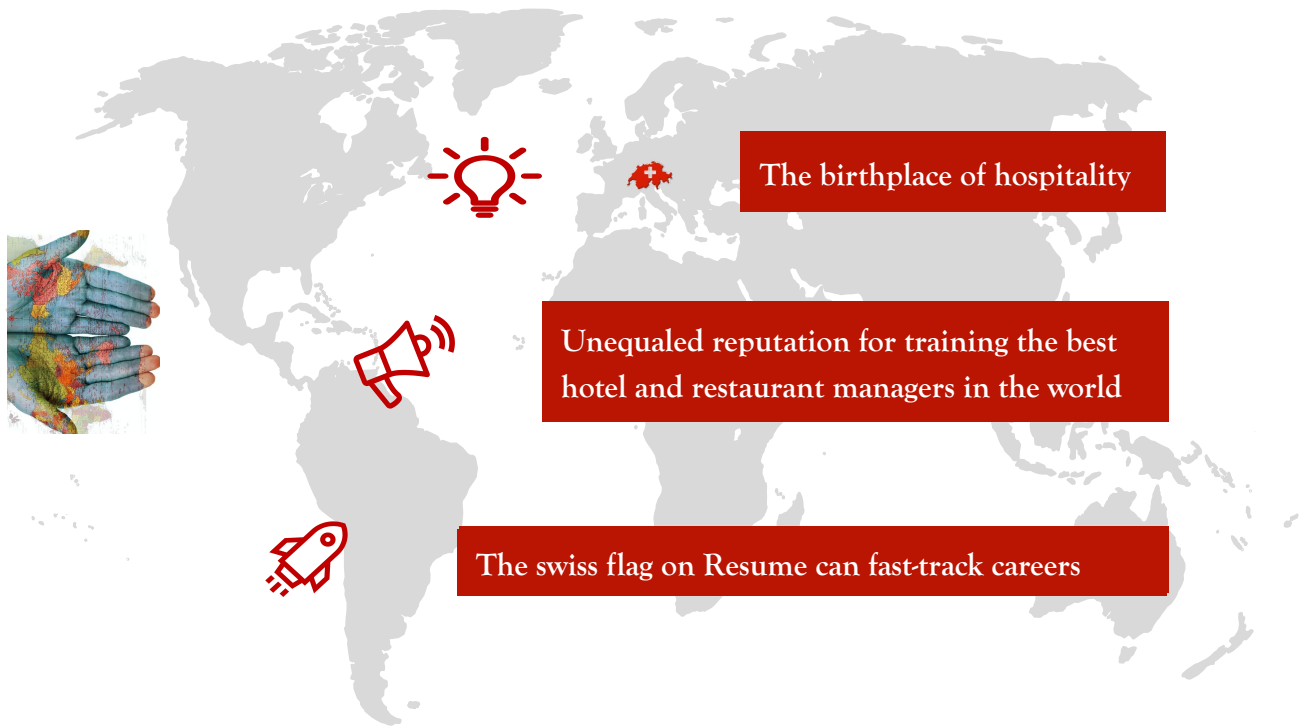 The birthplace of hospitality
Unequaled reputation for training the best
hotel and restaurant managers in the world
The swiss flag on Resume can fast-track careers